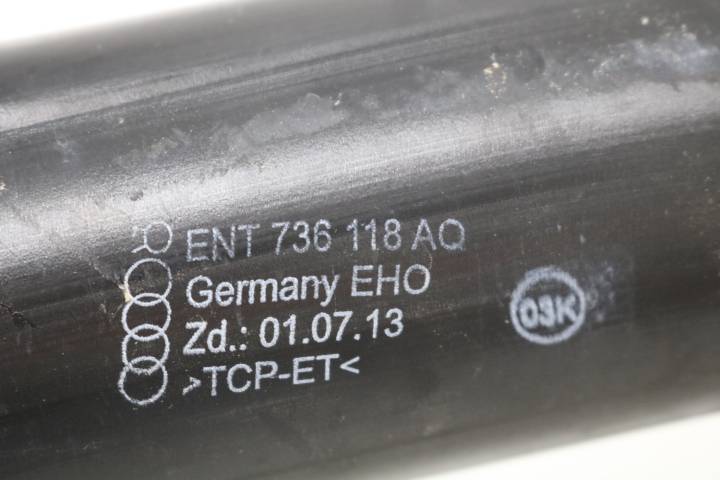 R ENT 736 118 AQ
Germany EHO
Zd.: 01.07.13
>TCP-ET<
03K